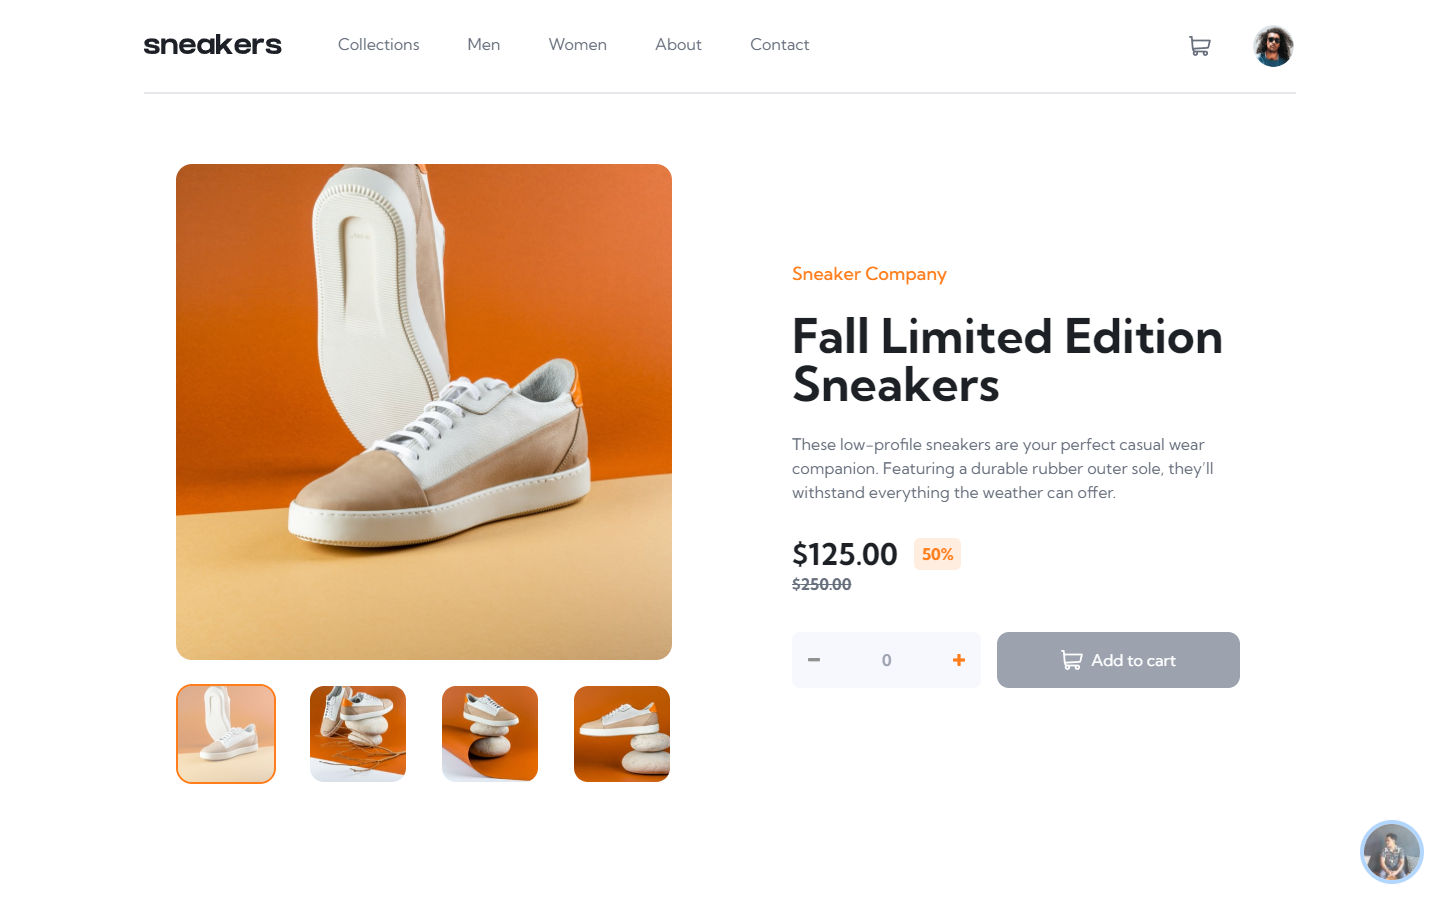 sneakers
Collections
Men
Women
About
Contact
Sneaker Company
Fall Limited Edition
Sneakers
These low-profile sneakers are your perfect casual wear
companion. Featuring a durable rubber outer sole, they’ll
withstand everything the weather can offer.
$125.00
50%
$250.00
0
Add to cart